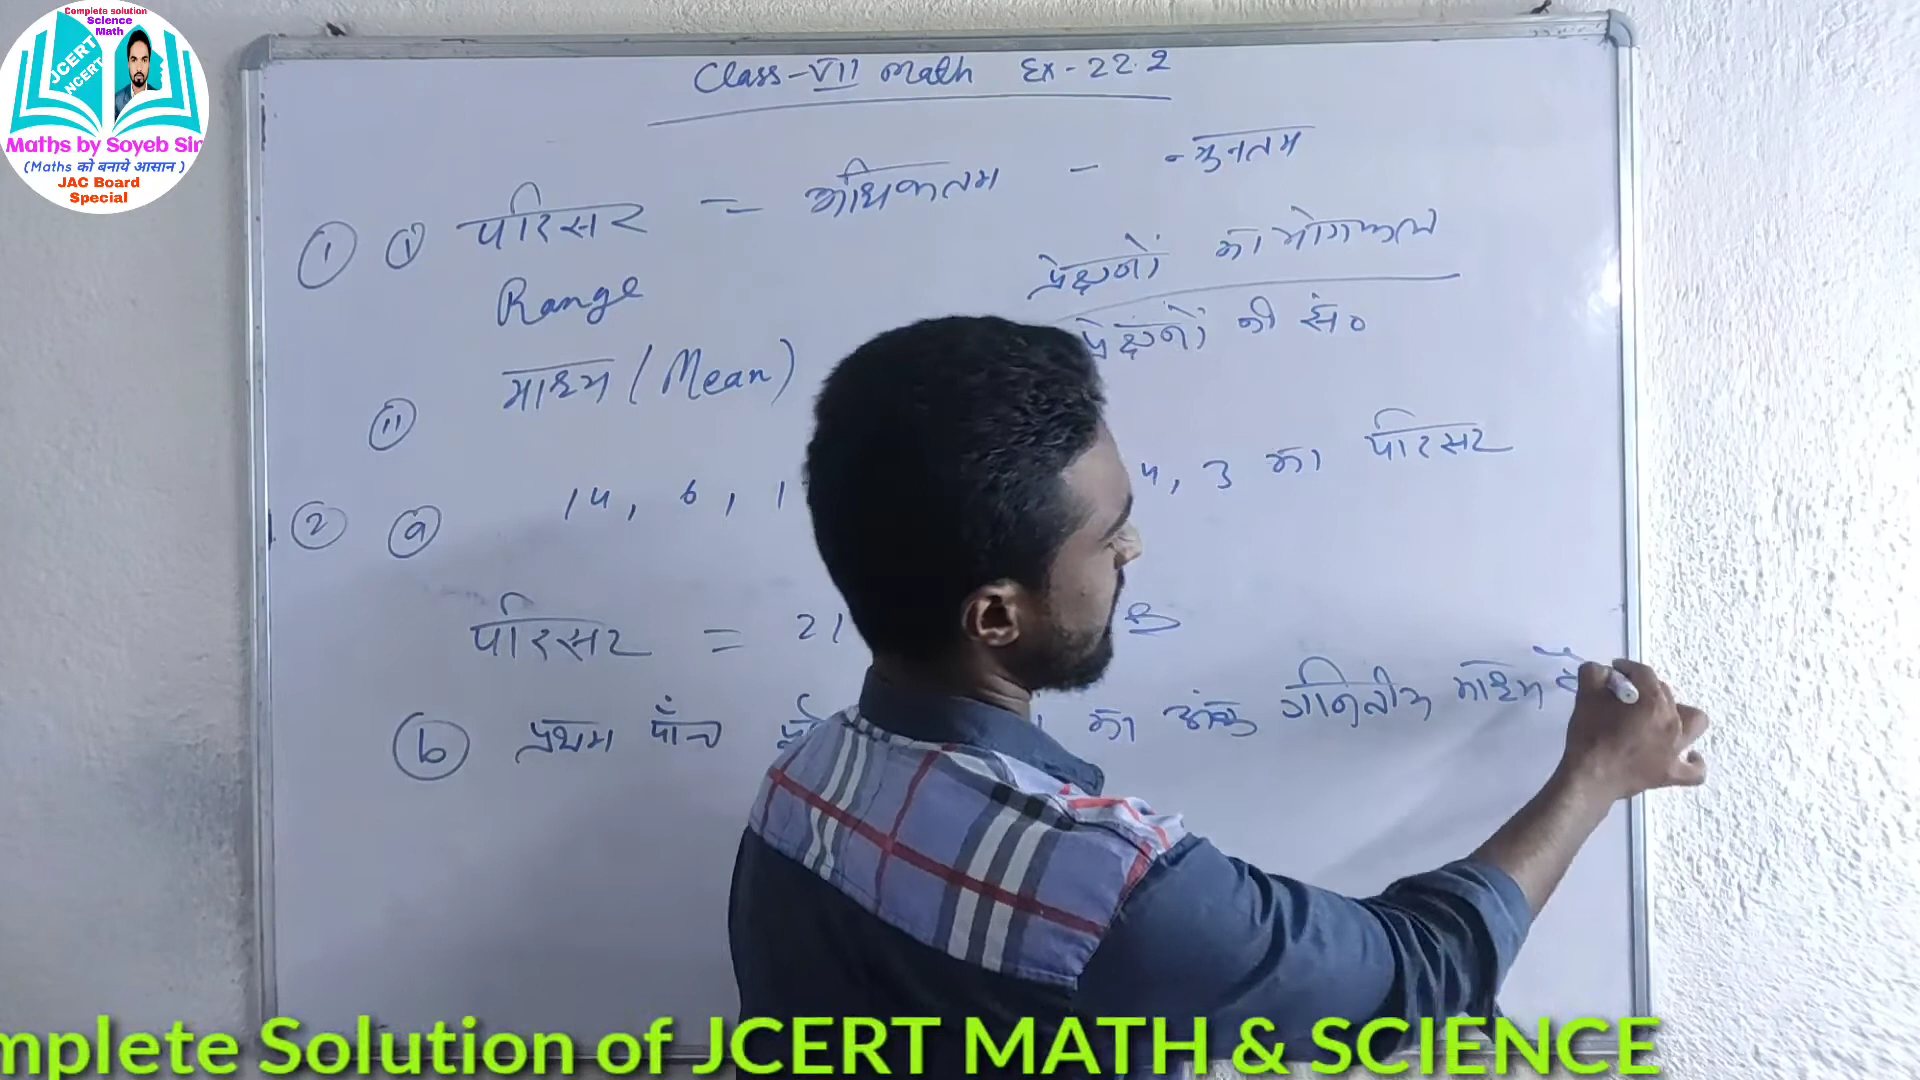 Complete solution
Science
Math
JCERT
NCERT
Maths by Soyeb Sir
(Maths को बनाये आसान)
JAC Board
Special
Class-VII Math Ex-22.2
① ⓘ परिसर = अधिकतम - न्यूनतम
Range
प्रेक्षणों का योगफल
प्रेक्षणों की सं०
ⓘⓘ माध्य (Mean)
② ⓐ 14, 6, 1 4, 3 का परिसर
परिसर = 21
ⓑ प्रथम पाँच का गणितीय माध्य
mplete Solution of JCERT MATH & SCIENCE